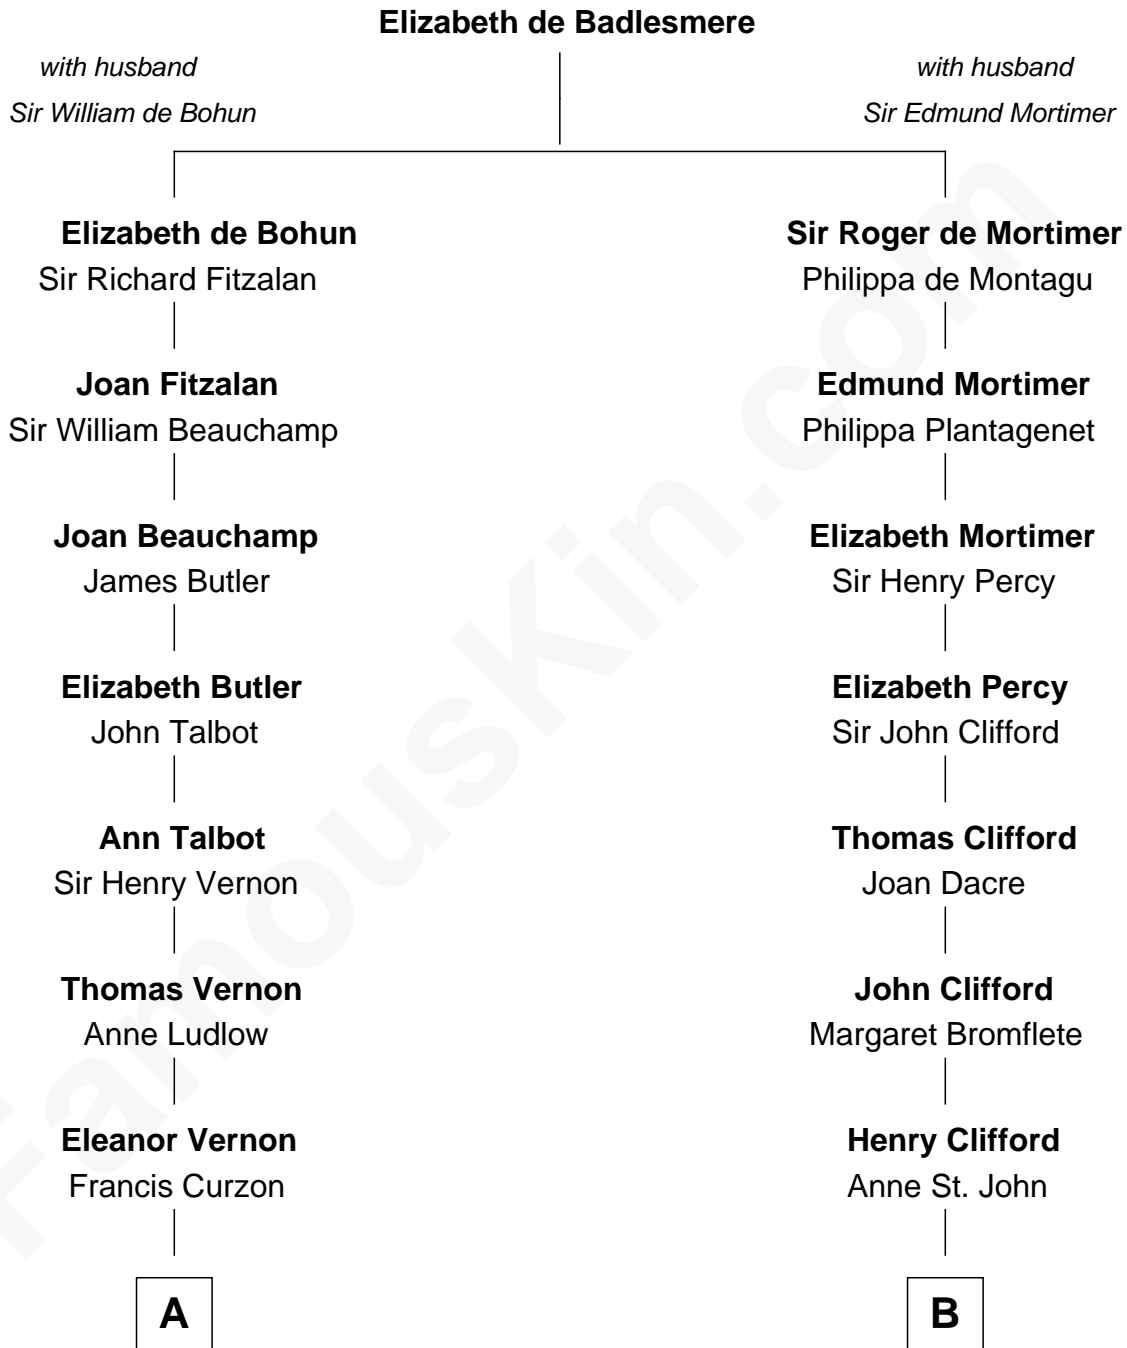 Elizabeth de Badlesmere
with husband
Sir William de Bohun
with husband
Sir Edmund Mortimer
Elizabeth de Bohun
Sir Richard Fitzalan
Sir Roger de Mortimer
Philippa de Montagu
Joan Fitzalan
Sir William Beauchamp
Edmund Mortimer
Philippa Plantagenet
Joan Beauchamp
James Butler
Elizabeth Mortimer
Sir Henry Percy
Elizabeth Butler
John Talbot
Elizabeth Percy
Sir John Clifford
Ann Talbot
Sir Henry Vernon
Thomas Clifford
Joan Dacre
Thomas Vernon
Anne Ludlow
John Clifford
Margaret Bromflete
Eleanor Vernon
Francis Curzon
Henry Clifford
Anne St. John
A
B
FamousKin.com